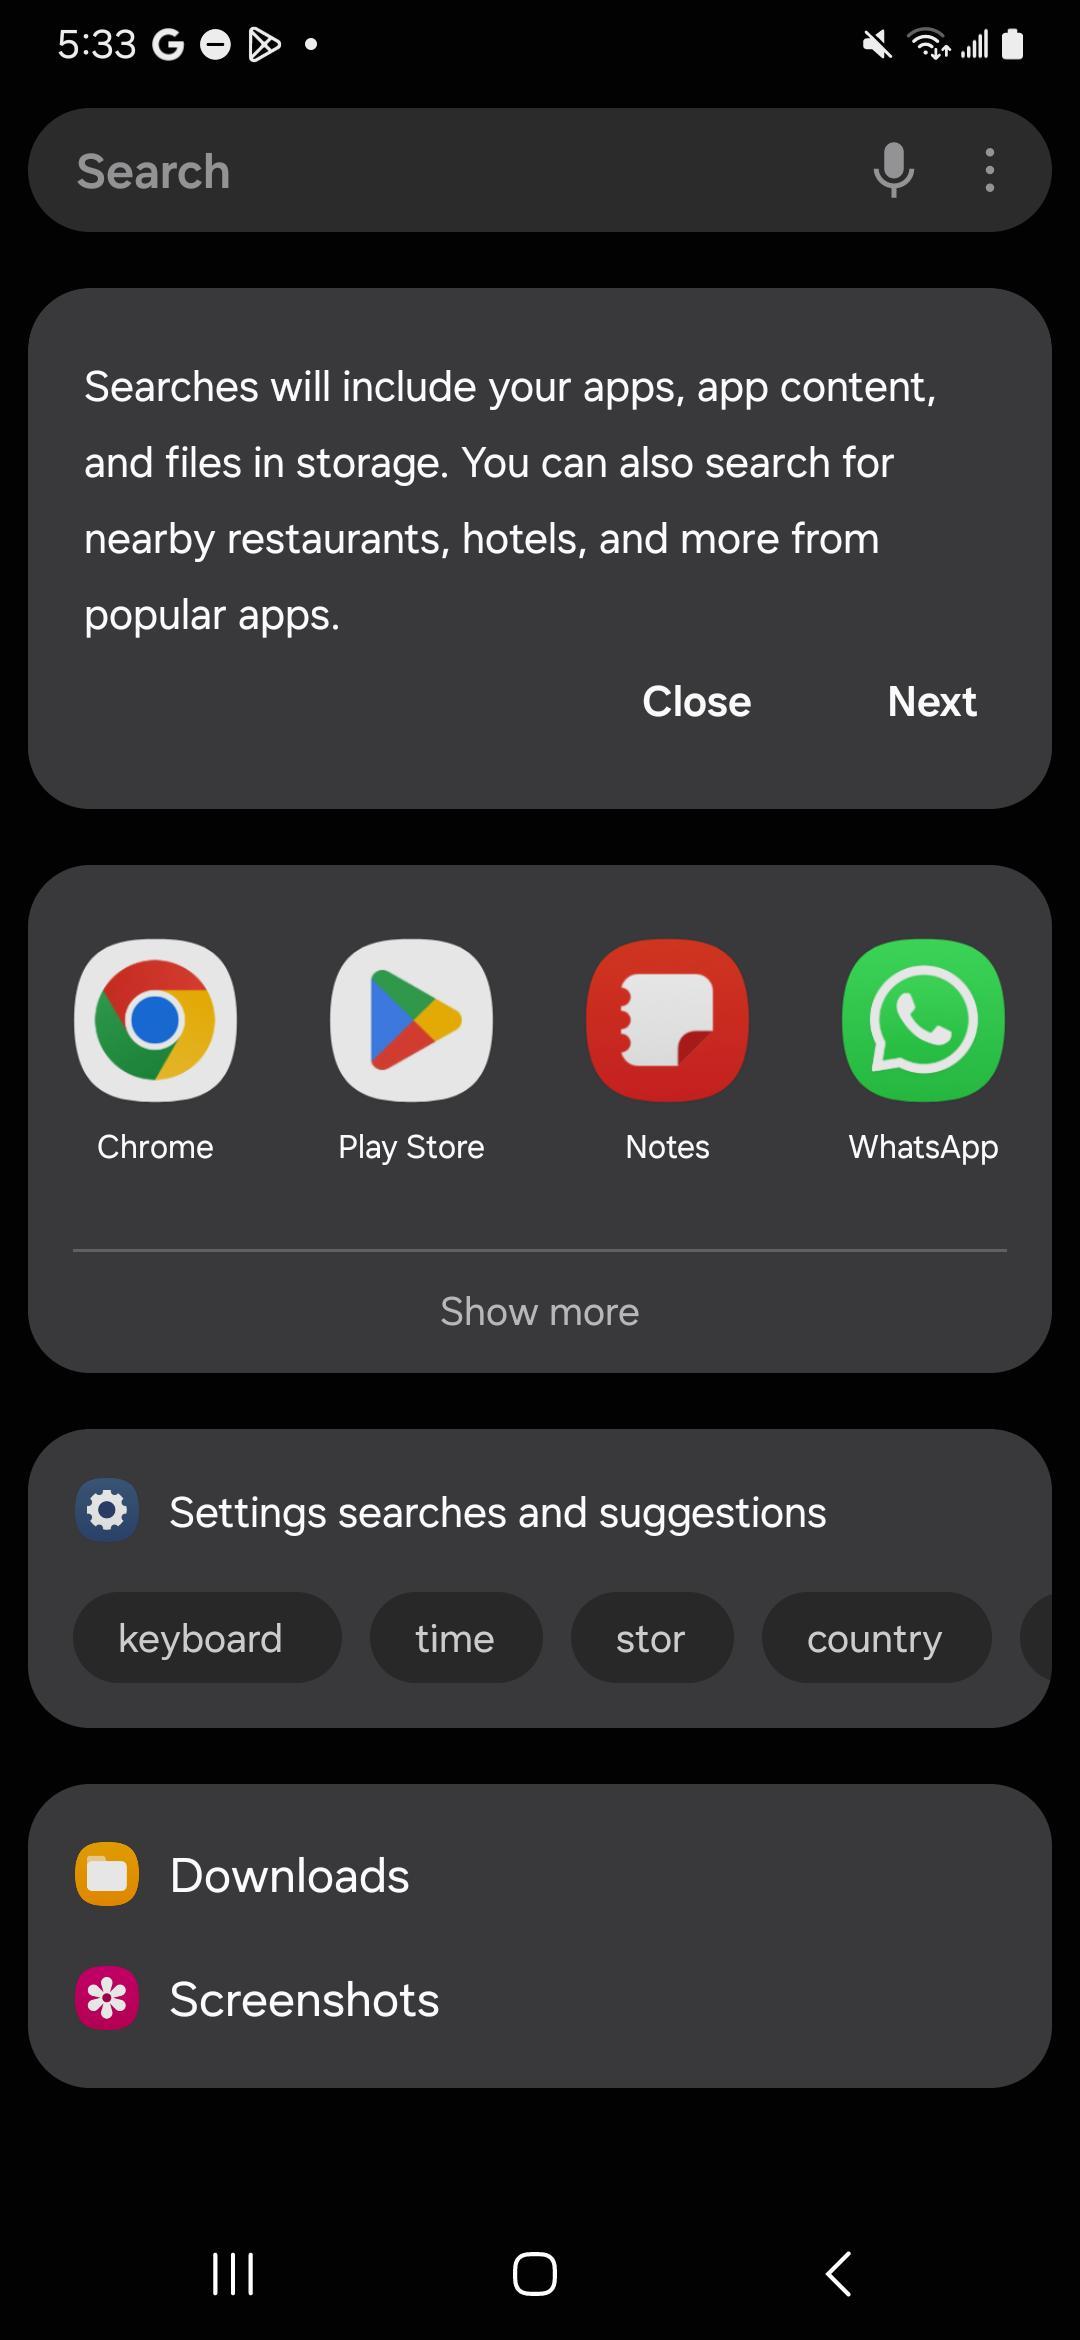 5:33
Search
Searches will include your apps, app content,
and files in storage. You can also search for
nearby restaurants, hotels, and more from
popular apps.
Close Next
Chrome Play Store Notes WhatsApp
Show more
Settings searches and suggestions
keyboard time stor country
Downloads
Screenshots